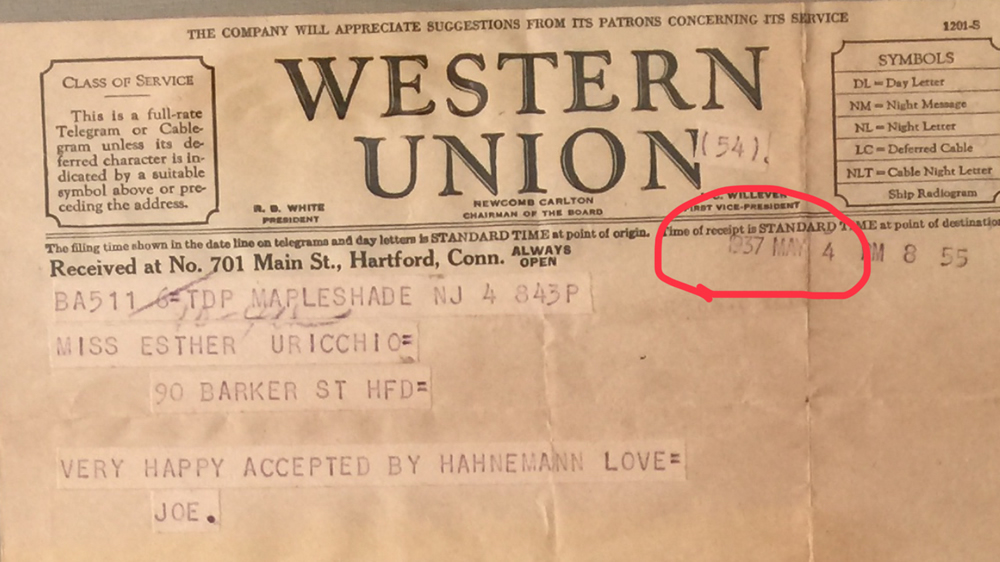 THE COMPANY WILL APPRECIATE SUGGESTIONS FROM ITS PATRONS CONCERNING ITS SERVICE
1201-S
CLASS OF SERVICE
This is a full-rate
Telegram or Cable-
gram unless its de-
ferred character is in-
dicated by a suitable
symbol above or pre-
ceding the address.
WESTERN
UNION
(54).
R. B. WHITE
PRESIDENT
NEWCOMB CARLTON
CHAIRMAN OF THE BOARD
WILLEVER
FIRST VICE-PRESIDENT
SYMBOLS
DL = Day Letter
NM = Night Message
NL = Night Letter
LC = Deferred Cable
NLT = Cable Night Letter
Ship Radiogram
The filing time shown in the date line on telegrams and day letters is STANDARD TIME at point of origin. Time of receipt is STANDARD TIME at point of destination
Received at No. 701 Main St., Hartford, Conn. ALWAYS OPEN
1937 MAY 4 PM 8 55
BA511 6=TDP MAPLESHADE NJ 4 843P
MISS ESTHER URICCHIO=
90 BARKER ST HFD=
VERY HAPPY ACCEPTED BY HAHNEMANN LOVE=
JOE.